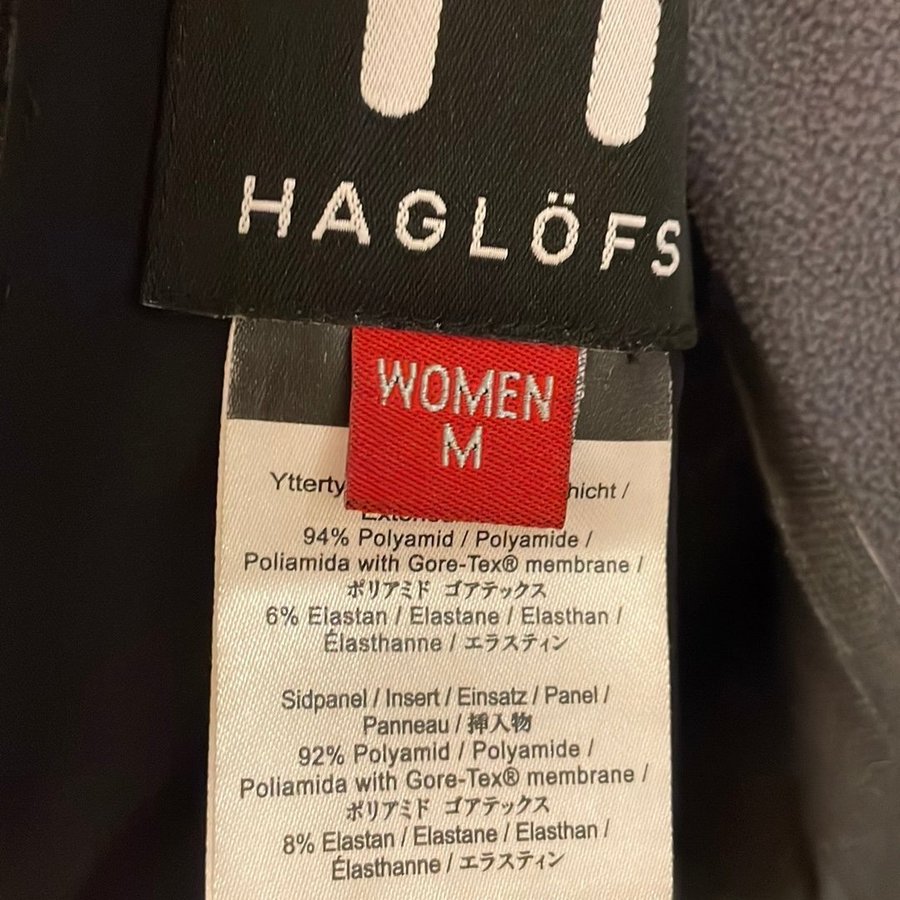 HAGLÖFS
WOMEN
M
hicht /
94% Polyamid / Polyamide /
Poliamida with Gore-Tex® membrane /
ポリアミド ゴアテックス
6% Elastan / Elastane / Elasthan /
Élasthanne / エラスティン
Sidpanel / Insert / Einsatz / Panel /
Panneau / 挿入物
92% Polyamid / Polyamide /
Poliamida with Gore-Tex® membrane /
ポリアミド ゴアテックス
8% Elastan / Elastane / Elasthan /
Élasthanne / エラスティン